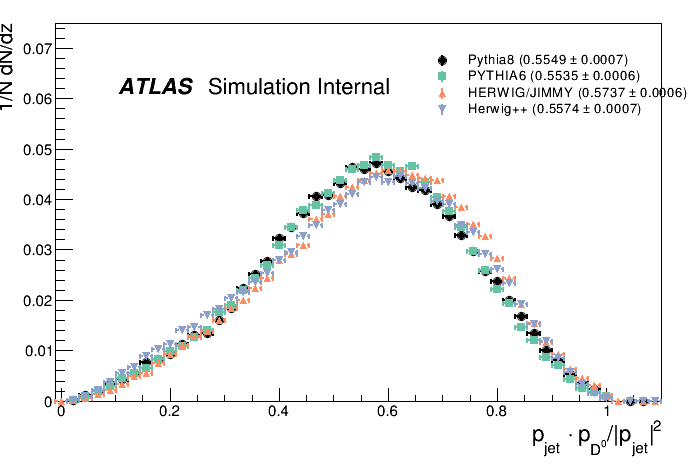 1/N dN/dz
0.07
0.06
0.05
0.04
0.03
0.02
0.01
0
ATLAS Simulation Internal
Pythia8 (0.5549 ± 0.0007)
PYTHIA6 (0.5535 ± 0.0006)
HERWIG/JIMMY (0.5737 ± 0.0006)
Herwig++ (0.5574 ± 0.0007)
0 0.2 0.4 0.6 0.8 1
p_jet · p_D⁰/|p_jet|²